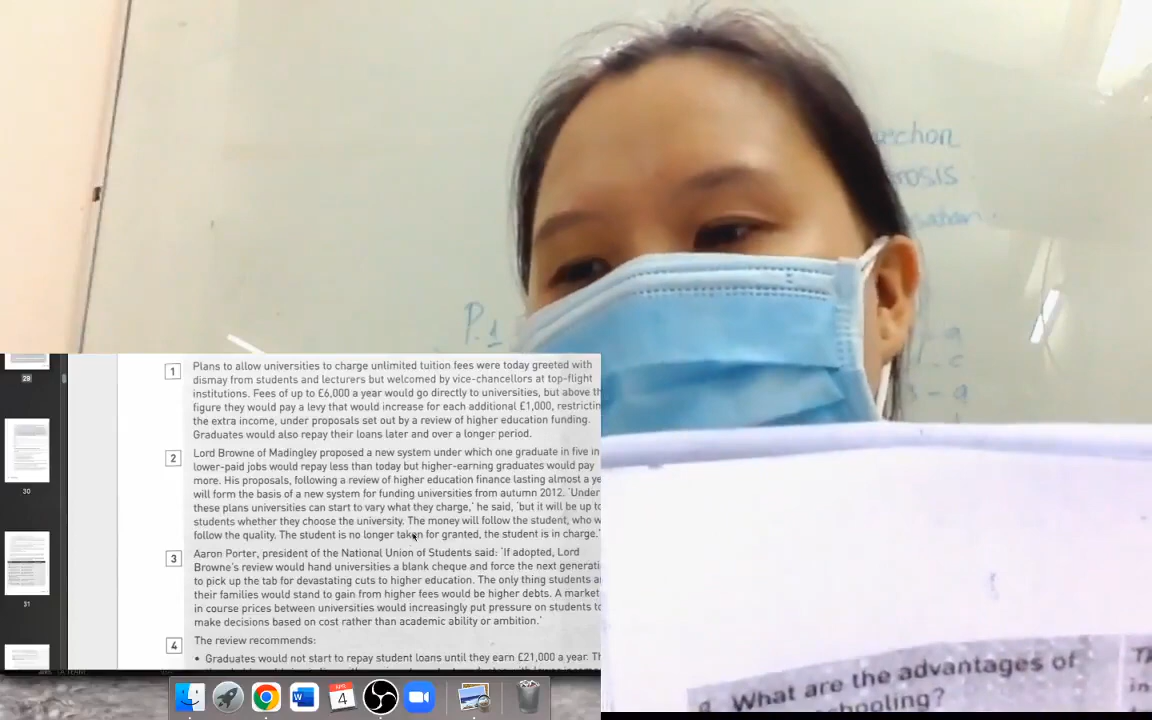 P.1
28
30
31
1
Plans to allow universities to charge unlimited tuition fees were today greeted with
dismay from students and lecturers but welcomed by vice-chancellors at top-flight
institutions. Fees of up to £6,000 a year would go directly to universities, but above th
figure they would pay a levy that would increase for each additional £1,000, restrictin
the extra income, under proposals set out by a review of higher education funding.
Graduates would also repay their loans later and over a longer period.
2
Lord Browne of Madingley proposed a new system under which one graduate in five in
lower-paid jobs would repay less than today but higher-earning graduates would pay
more. His proposals, following a review of higher education finance lasting almost a ye
will form the basis of a new system for funding universities from autumn 2012. 'Under
these plans universities can start to vary what they charge,' he said, 'but it will be up to
students whether they choose the university. The money will follow the student, who w
follow the quality. The student is no longer taken for granted, the student is in charge.'
3
Aaron Porter, president of the National Union of Students said: 'If adopted, Lord
Browne's review would hand universities a blank cheque and force the next generati
to pick up the tab for devastating cuts to higher education. The only thing students a
their families would stand to gain from higher fees would be higher debts. A market
in course prices between universities would increasingly put pressure on students to
make decisions based on cost rather than academic ability or ambition.'
4
The review recommends:
• Graduates would not start to repay student loans until they earn £21,000 a year. Th
4
What are the advantages of
hooling?